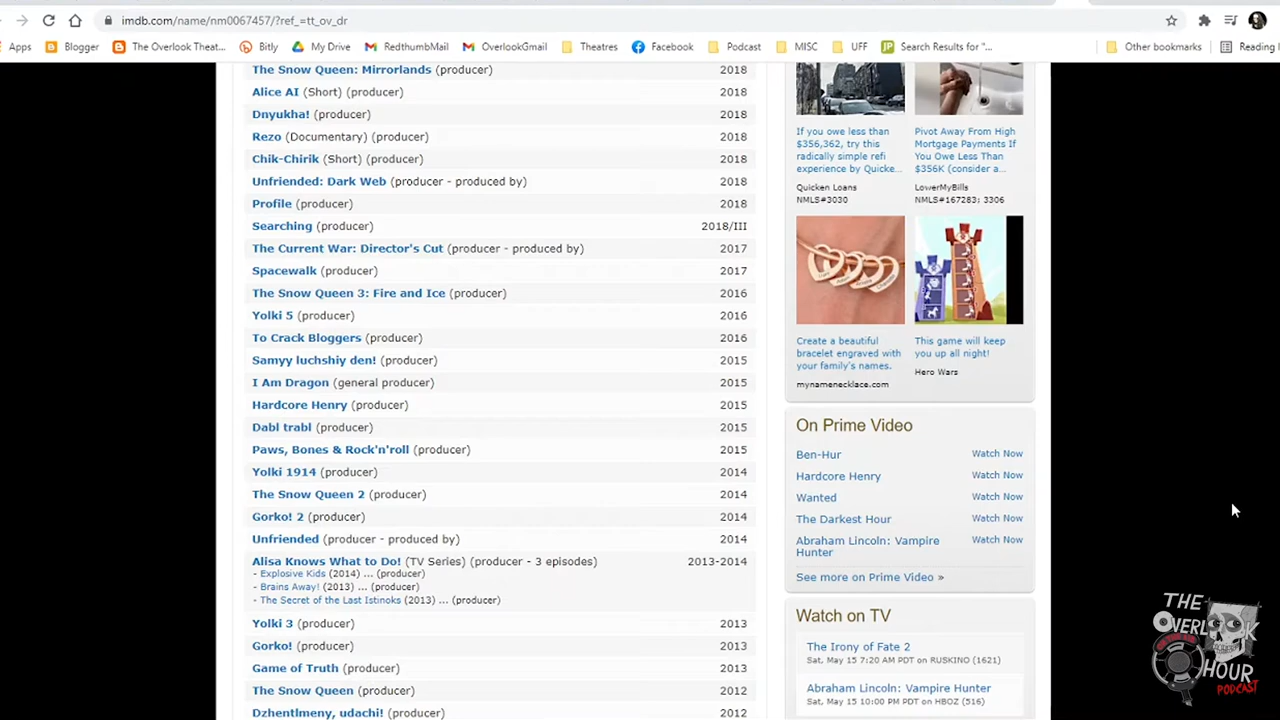 imdb.com/name/nm0067457/?ref_=tt_ov_dr
Apps
Blogger
The Overlook Theat...
Bitly
My Drive
RedthumbMail
OverlookGmail
Theatres
Facebook
Podcast
MISC
UFF
JP
Search Results for "...
Other bookmarks
Reading l
The Snow Queen: Mirrorlands (producer) 2018
Alice AI (Short) (producer) 2018
Dnyukha! (producer) 2018
Rezo (Documentary) (producer) 2018
Chik-Chirik (Short) (producer) 2018
Unfriended: Dark Web (producer - produced by) 2018
Profile (producer) 2018
Searching (producer) 2018/III
The Current War: Director's Cut (producer - produced by) 2017
Spacewalk (producer) 2017
The Snow Queen 3: Fire and Ice (producer) 2016
Yolki 5 (producer) 2016
To Crack Bloggers (producer) 2016
Samyy luchshiy den! (producer) 2015
I Am Dragon (general producer) 2015
Hardcore Henry (producer) 2015
Dabl trabl (producer) 2015
Paws, Bones & Rock'n'roll (producer) 2015
Yolki 1914 (producer) 2014
The Snow Queen 2 (producer) 2014
Gorko! 2 (producer) 2014
Unfriended (producer - produced by) 2014
Alisa Knows What to Do! (TV Series) (producer - 3 episodes) 2013-2014
- Explosive Kids (2014) ... (producer)
- Brains Away! (2013) ... (producer)
- The Secret of the Last Istinoks (2013) ... (producer)
Yolki 3 (producer) 2013
Gorko! (producer) 2013
Game of Truth (producer) 2013
The Snow Queen (producer) 2012
Dzhentlmeny, udachi! (producer) 2012
If you owe less than
$356,362, try this
radically simple refi
experience by Quicke...
Quicken Loans
NMLS#3030
Pivot Away From High
Mortgage Payments If
You Owe Less Than
$356K (consider a...
LowerMyBills
NMLS#167283; 3306
Create a beautiful
bracelet engraved with
your family's names.
mynamenecklace.com
This game will keep
you up all night!
Hero Wars
On Prime Video
Ben-Hur Watch Now
Hardcore Henry Watch Now
Wanted Watch Now
The Darkest Hour Watch Now
Abraham Lincoln: Vampire Watch Now
Hunter
See more on Prime Video »
Watch on TV
The Irony of Fate 2
Sat, May 15 7:20 AM PDT on RUSKINO (1621)
Abraham Lincoln: Vampire Hunter
Sat, May 15 10:00 PM PDT on HBOZ (516)
THE
OVERLOOK
HOUR
PODCAST